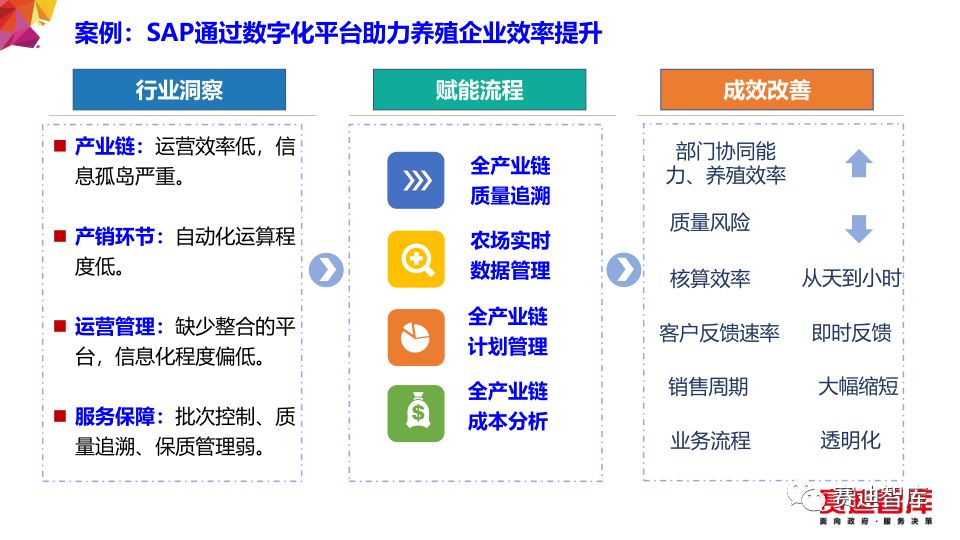 案例：SAP通过数字化平台助力养殖企业效率提升
行业洞察
产业链：运营效率低，信
息孤岛严重。
产销环节：自动化运算程
度低。
运营管理：缺少整合的平
台，信息化程度偏低。
服务保障：批次控制、质
量追溯、保质管理弱。
赋能流程
全产业链
质量追溯
农场实时
数据管理
全产业链
计划管理
全产业链
成本分析
成效改善
部门协同能
力、养殖效率
质量风险
核算效率 从天到小时
客户反馈速率 即时反馈
销售周期 大幅缩短
业务流程 透明化
赛迪智库
赛迪智库
面向政府·服务决策